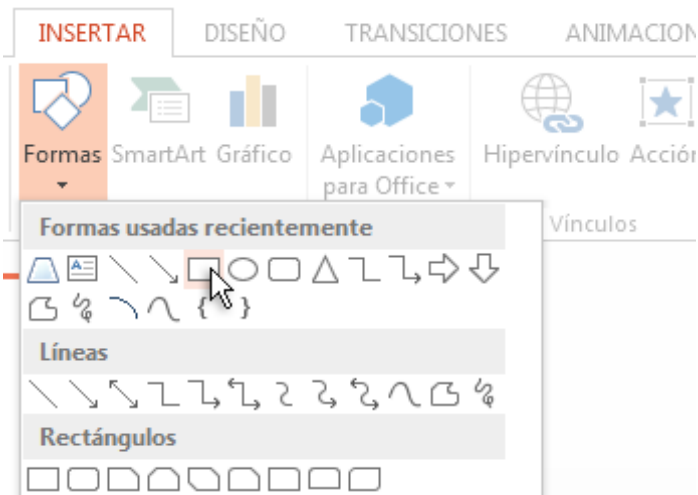 INSERTAR DISEÑO TRANSICIONES ANIMACION
Formas SmartArt Gráfico Aplicaciones para Office Hipervínculo Acción
Vínculos
Formas usadas recientemente
Líneas
Rectángulos